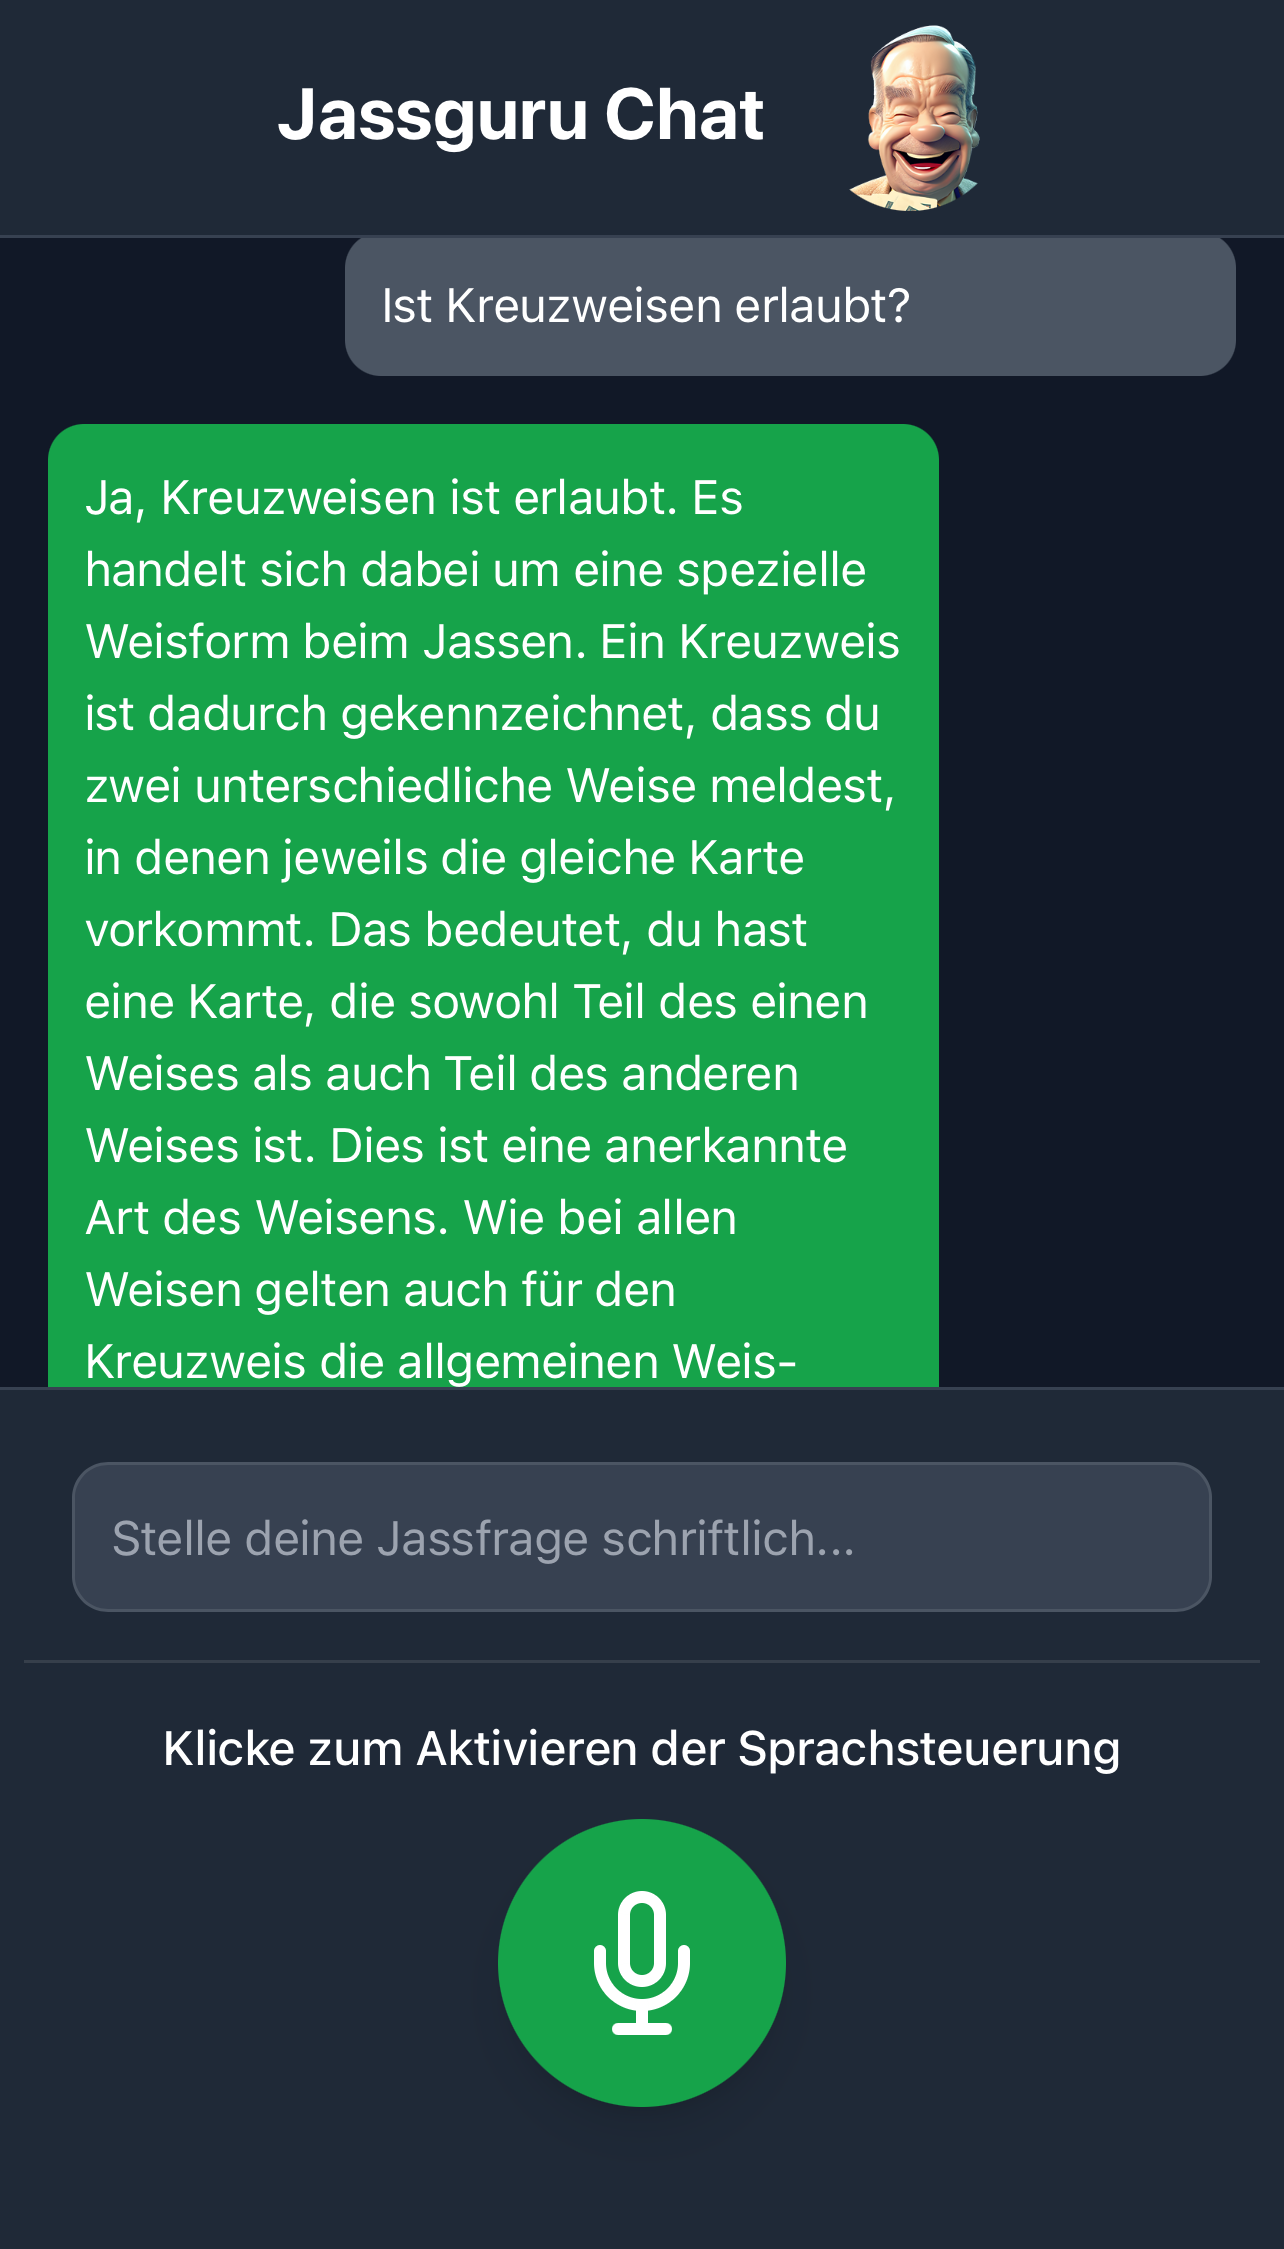 Jassguru Chat
Ist Kreuzweisen erlaubt?
Ja, Kreuzweisen ist erlaubt. Es
handelt sich dabei um eine spezielle
Weisform beim Jassen. Ein Kreuzweis
ist dadurch gekennzeichnet, dass du
zwei unterschiedliche Weise meldest,
in denen jeweils die gleiche Karte
vorkommt. Das bedeutet, du hast
eine Karte, die sowohl Teil des einen
Weises als auch Teil des anderen
Weises ist. Dies ist eine anerkannte
Art des Weisens. Wie bei allen
Weisen gelten auch für den
Kreuzweis die allgemeinen Weis-
Stelle deine Jassfrage schriftlich...
Klicke zum Aktivieren der Sprachsteuerung